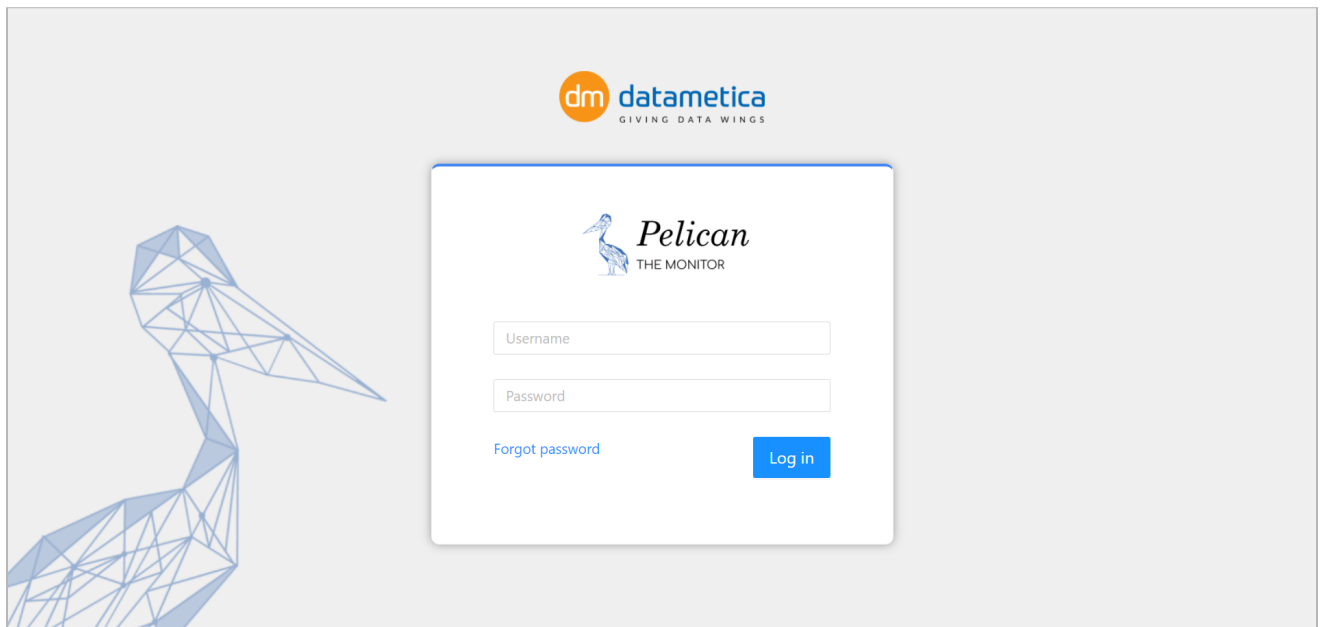 dm datametica
GIVING DATA WINGS
Pelican
THE MONITOR
Username
Password
Forgot password
Log in